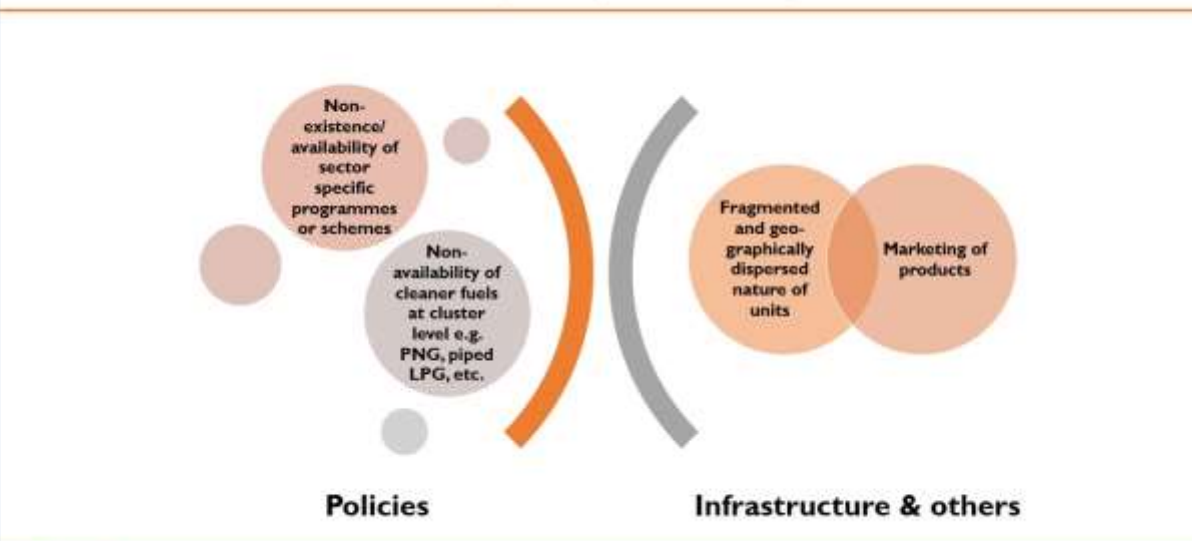 Non-
existence/
availability of
sector
specific
programmes
or schemes
Non-
availability of
cleaner fuels
at cluster
level e.g.
PNG, piped
LPG, etc.
Policies
Fragmented
and geo-
graphically
dispersed
nature of
units
Marketing of
products
Infrastructure & others